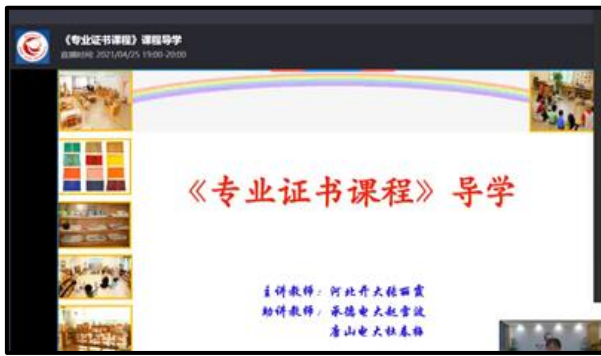 《专业证书课程》课程导学
直播时间: 2021/04/25 19:00-20:00
《专业证书课程》导学
主讲教师：河北开大张丽霞
助讲教师：承德电大赵雪波
唐山电大杜春梅